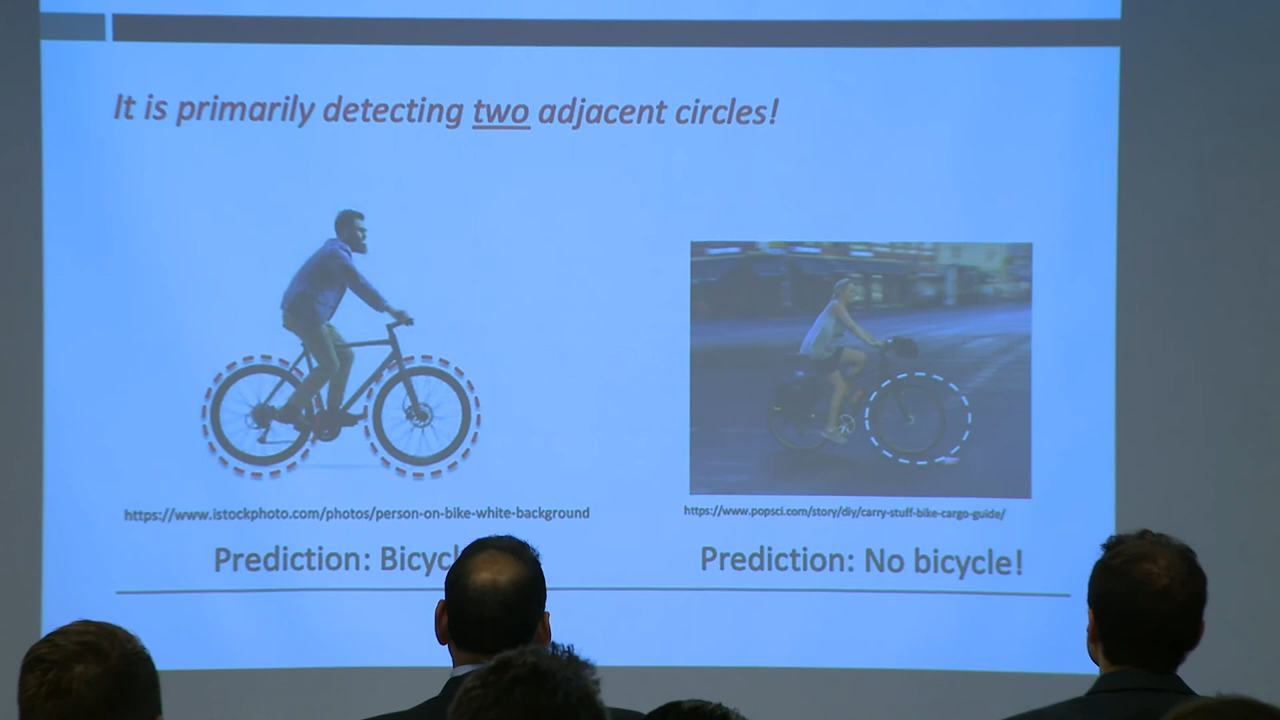 It is primarily detecting two adjacent circles!
https://www.istockphoto.com/photos/person-on-bike-white-background
https://www.popsci.com/story/diy/carry-stuff-bike-cargo-guide/
Prediction: Bicycl
Prediction: No bicycle!